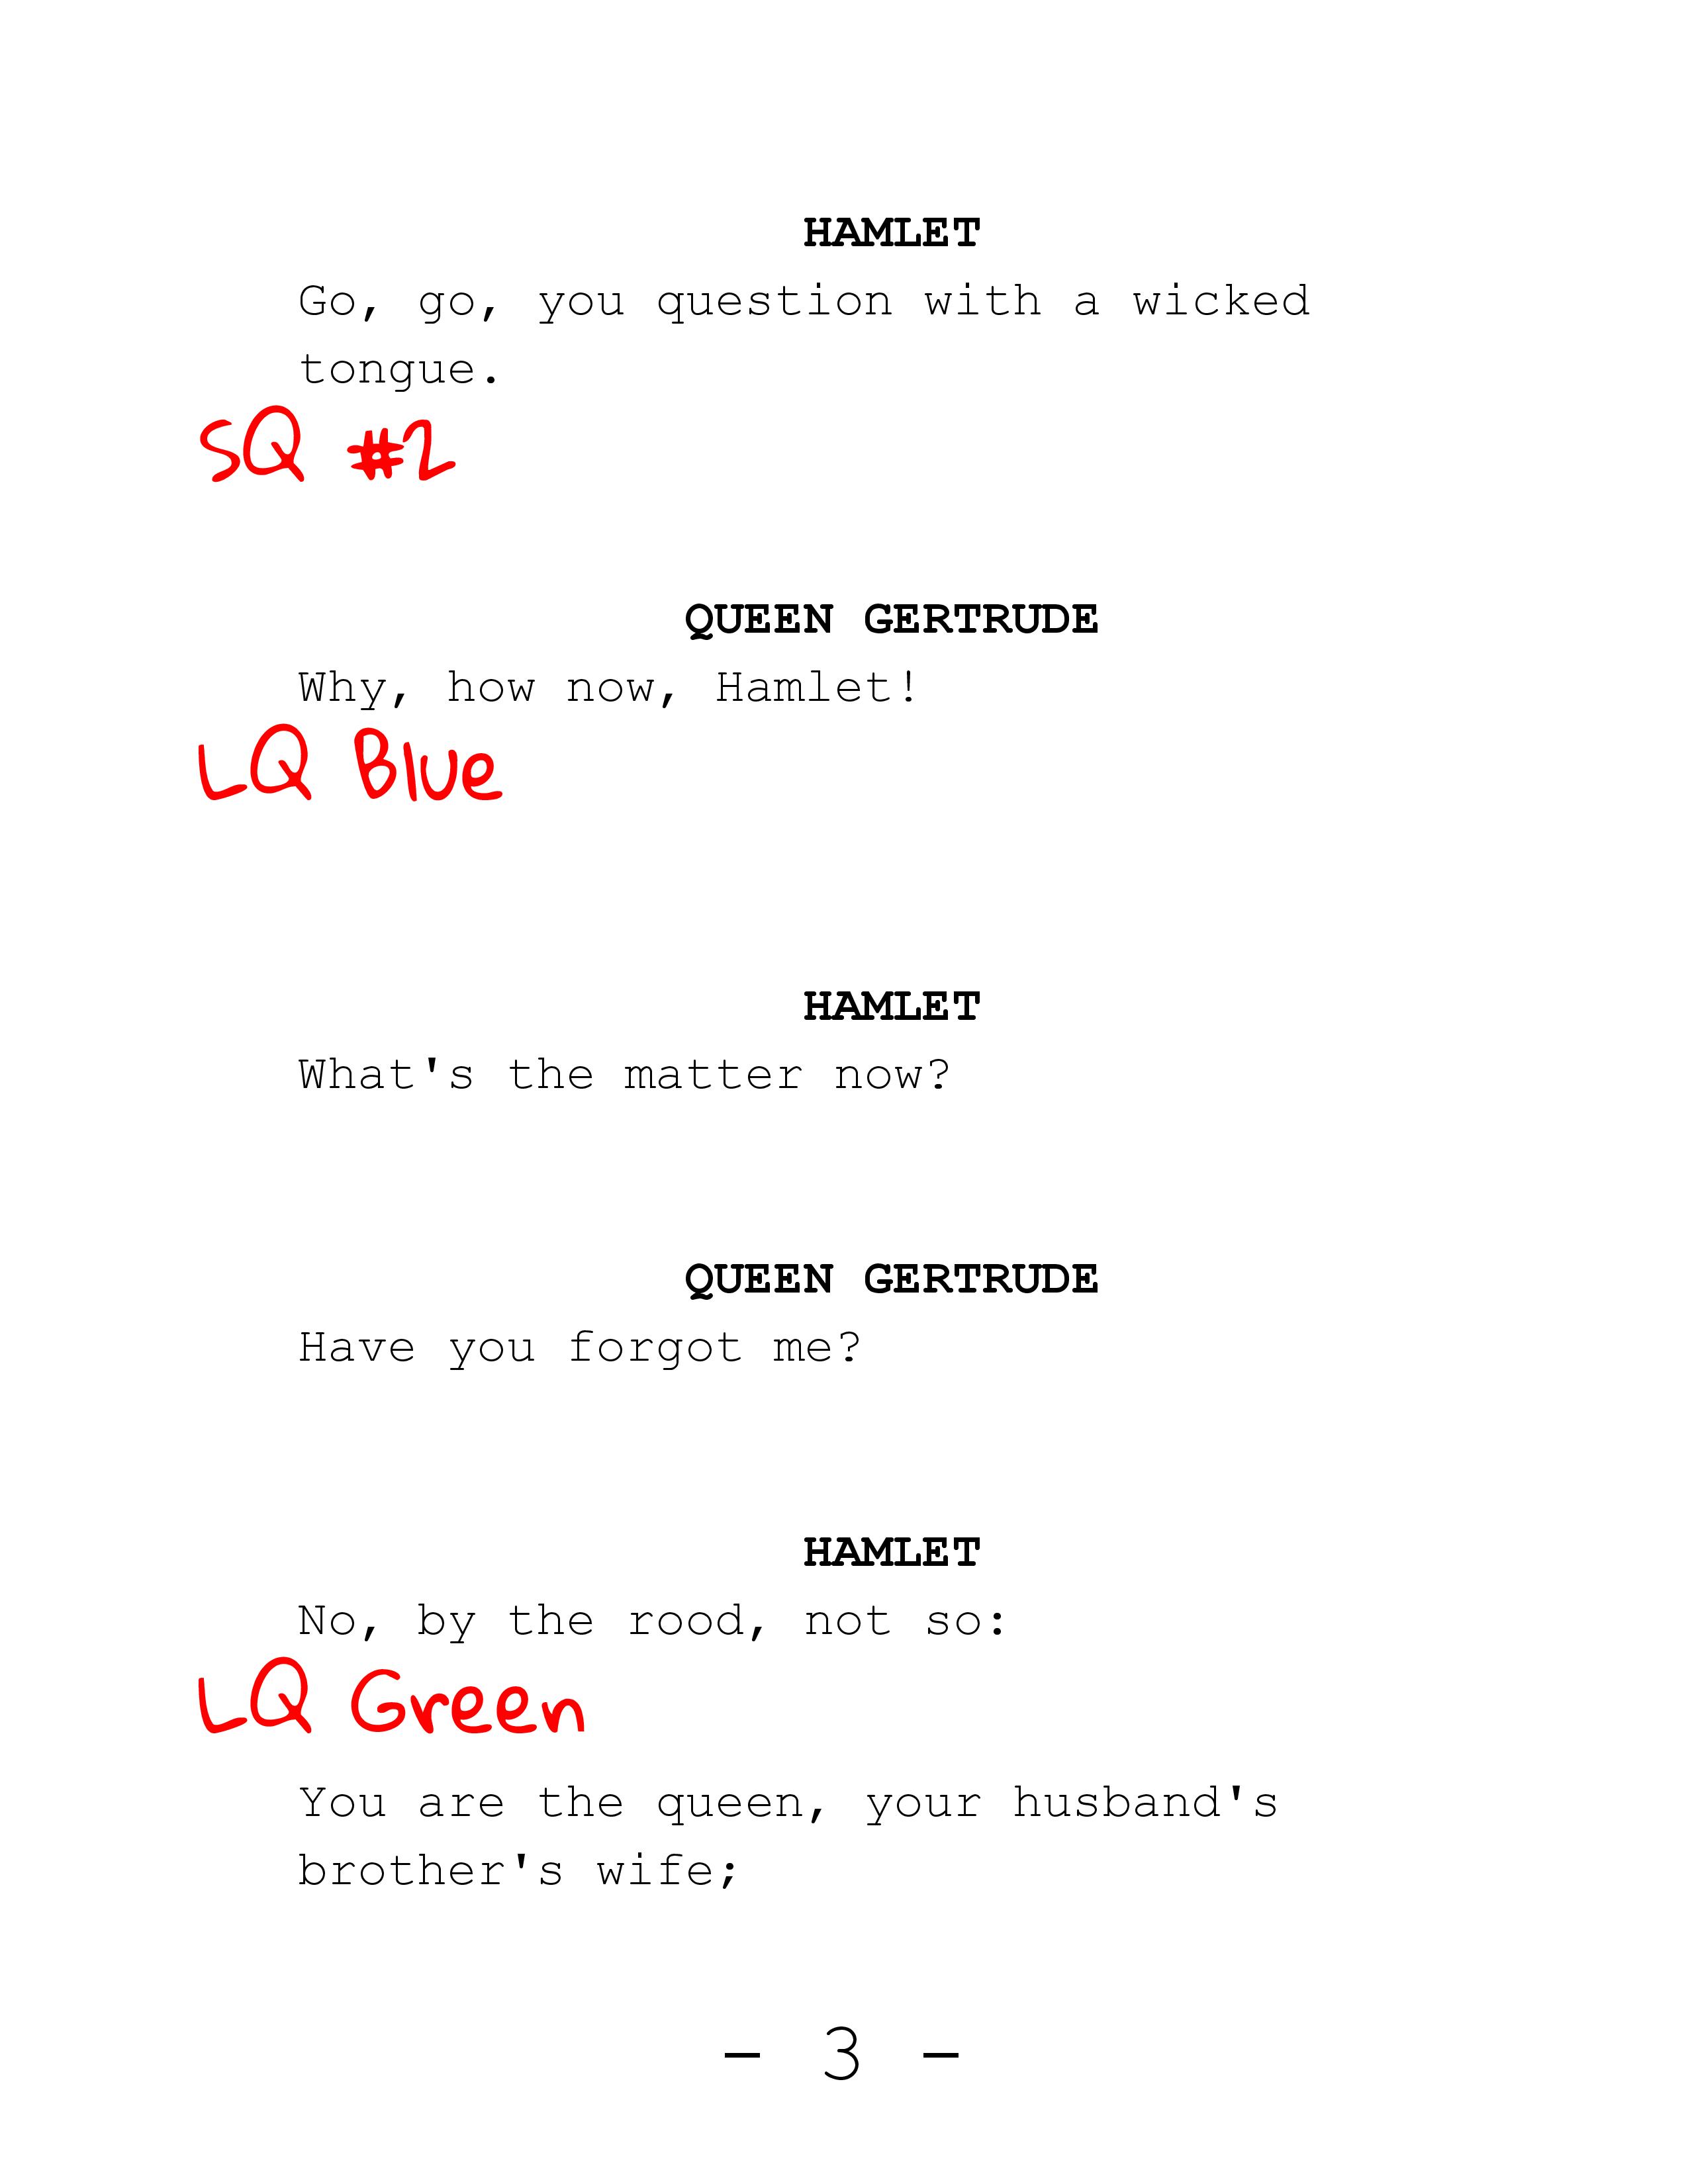 HAMLET
Go, go, you question with a wicked
tongue.
SQ #2
QUEEN GERTRUDE
Why, how now, Hamlet!
LQ Blue
HAMLET
What's the matter now?
QUEEN GERTRUDE
Have you forgot me?
HAMLET
No, by the rood, not so:
LQ Green
You are the queen, your husband's
brother's wife;
- 3 -